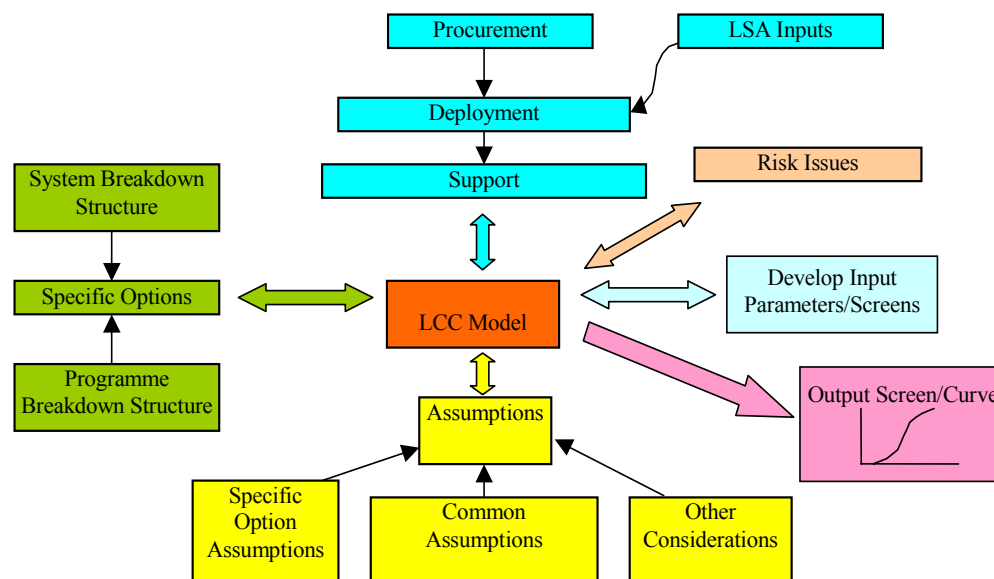 Procurement
LSA Inputs
Deployment
Support
Risk Issues
System Breakdown
Structure
Specific Options
Programme
Breakdown Structure
LCC Model
Develop Input
Parameters/Screens
Output Screen/Curve
Assumptions
Specific
Option
Assumptions
Common
Assumptions
Other
Considerations